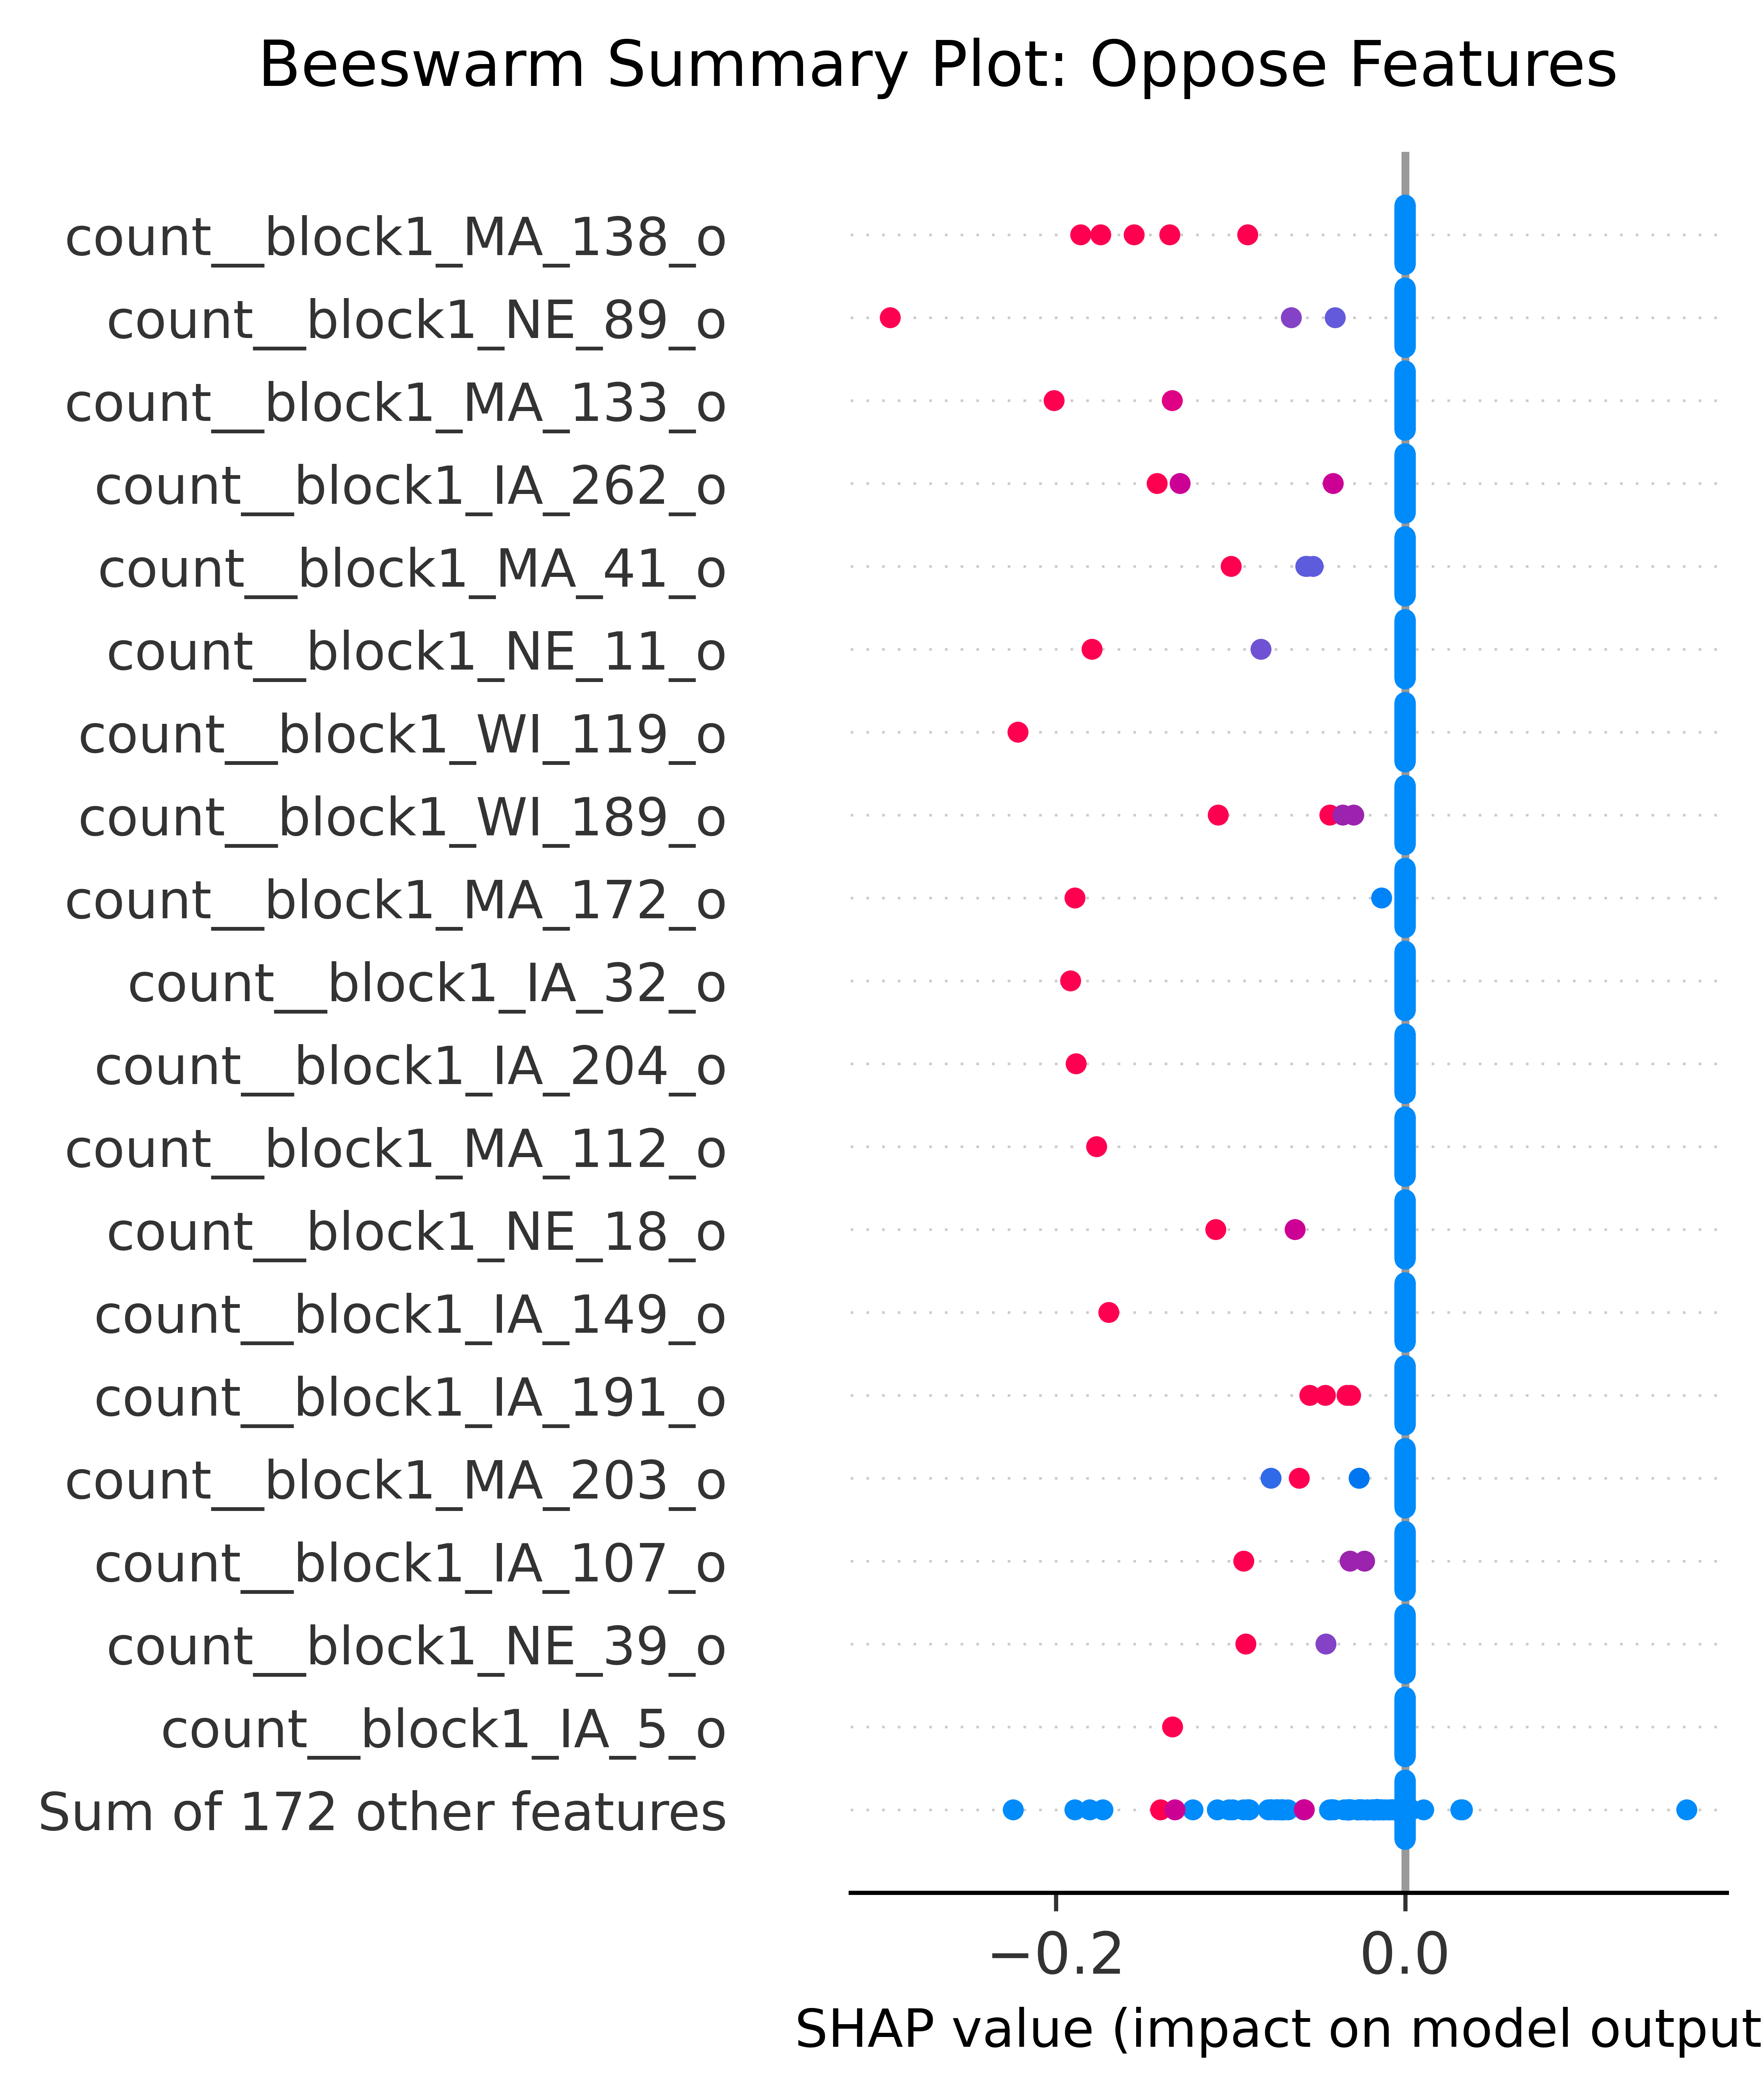 Beeswarm Summary Plot: Oppose Features
count__block1_MA_138_o
count__block1_NE_89_o
count__block1_MA_133_o
count__block1_IA_262_o
count__block1_MA_41_o
count__block1_NE_11_o
count__block1_WI_119_o
count__block1_WI_189_o
count__block1_MA_172_o
count__block1_IA_32_o
count__block1_IA_204_o
count__block1_MA_112_o
count__block1_NE_18_o
count__block1_IA_149_o
count__block1_IA_191_o
count__block1_MA_203_o
count__block1_IA_107_o
count__block1_NE_39_o
count__block1_IA_5_o
Sum of 172 other features
−0.2 0.0
SHAP value (impact on model output